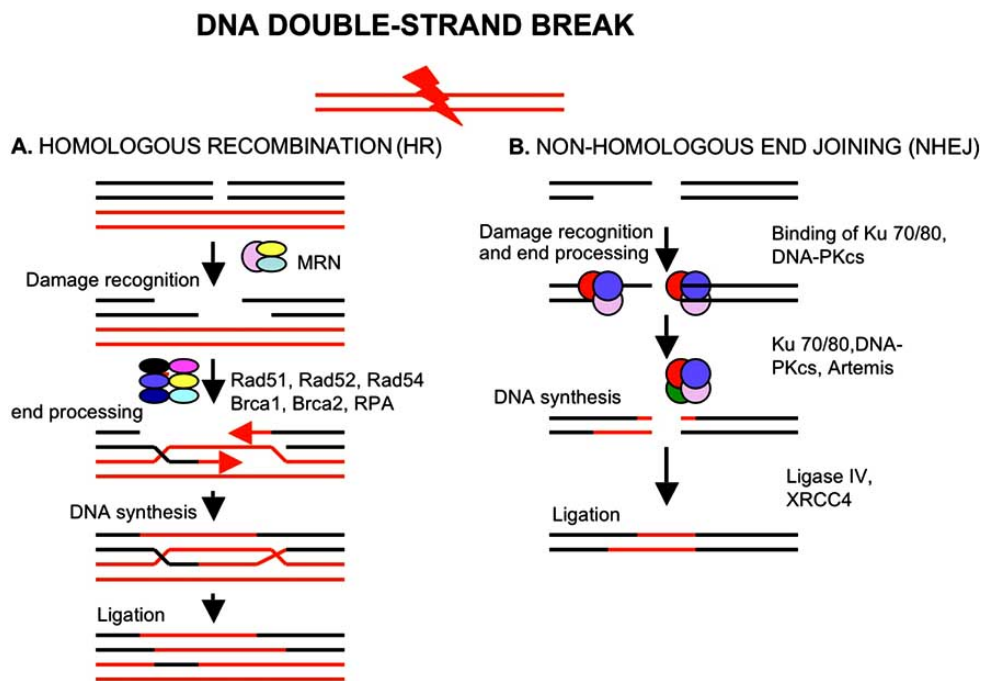 DNA DOUBLE-STRAND BREAK
A. HOMOLOGOUS RECOMBINATION (HR)
MRN
Damage recognition
Rad51, Rad52, Rad54
Brca1, Brca2, RPA
end processing
DNA synthesis
Ligation
B. NON-HOMOLOGOUS END JOINING (NHEJ)
Damage recognition
and end processing
Binding of Ku 70/80,
DNA-PKcs
Ku 70/80,DNA-
PKcs, Artemis
DNA synthesis
Ligase IV,
XRCC4
Ligation